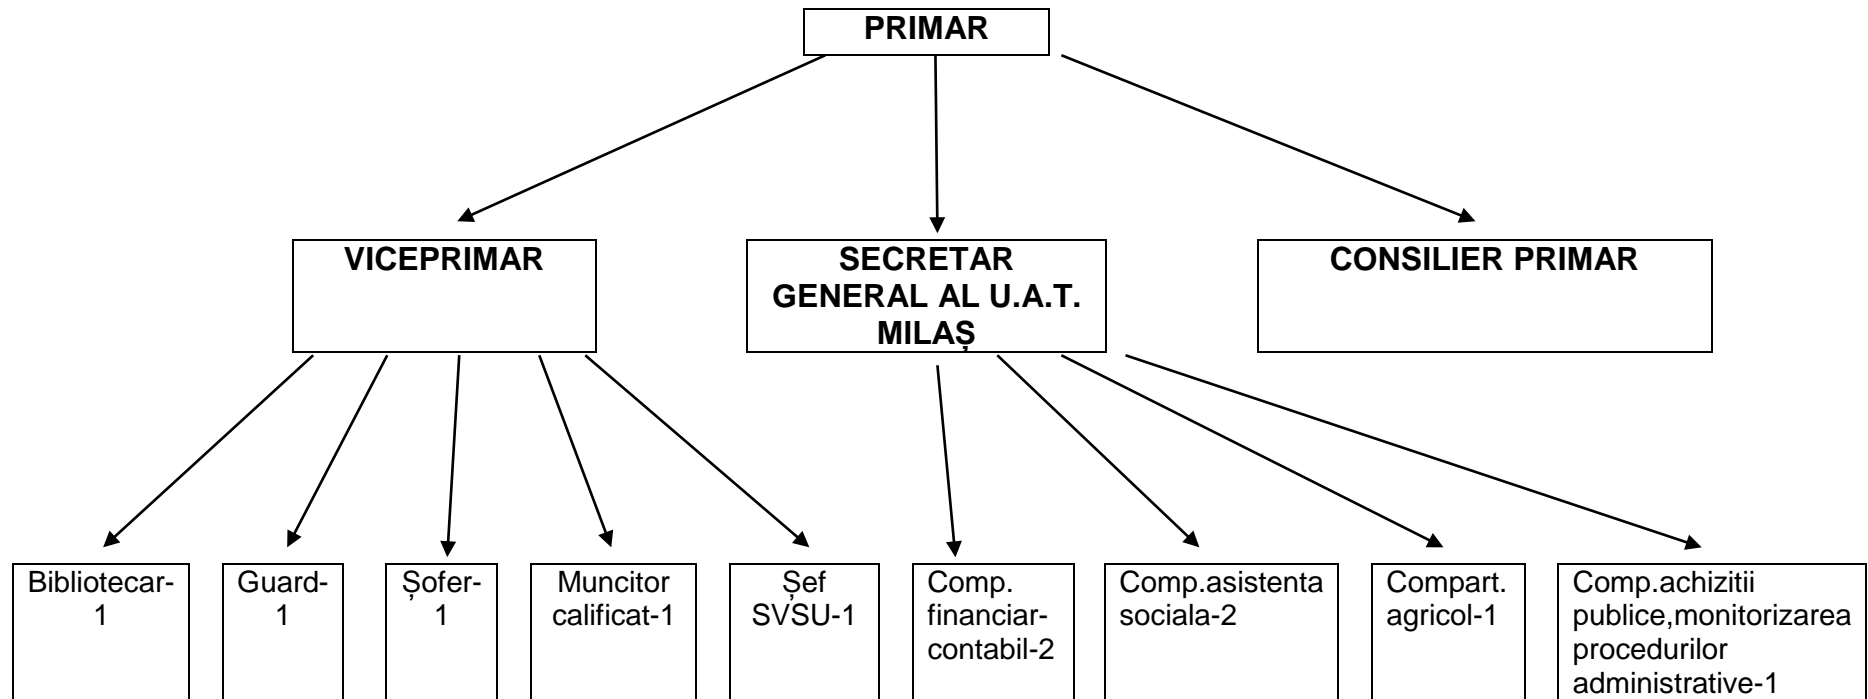 PRIMAR
VICEPRIMAR
SECRETAR
GENERAL AL U.A.T.
MILAȘ
CONSILIER PRIMAR
Bibliotecar-
1
Guard-
1
Șofer-
1
Muncitor
calificat-1
Șef
SVSU-1
Comp.
financiar-
contabil-2
Comp.asistenta
sociala-2
Compart.
agricol-1
Comp.achizitii
publice,monitorizarea
procedurilor
administrative-1